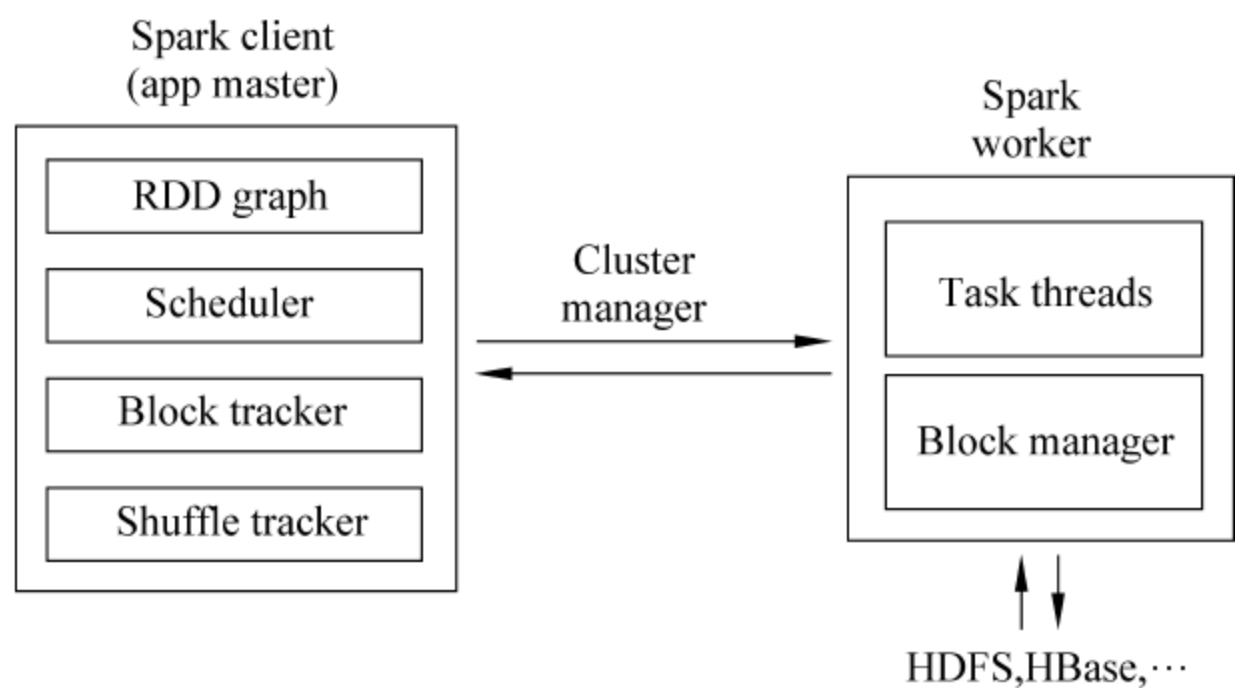 Spark client
(app master)
RDD graph
Scheduler
Block tracker
Shuffle tracker
Cluster
manager
Spark
worker
Task threads
Block manager
HDFS,HBase,···